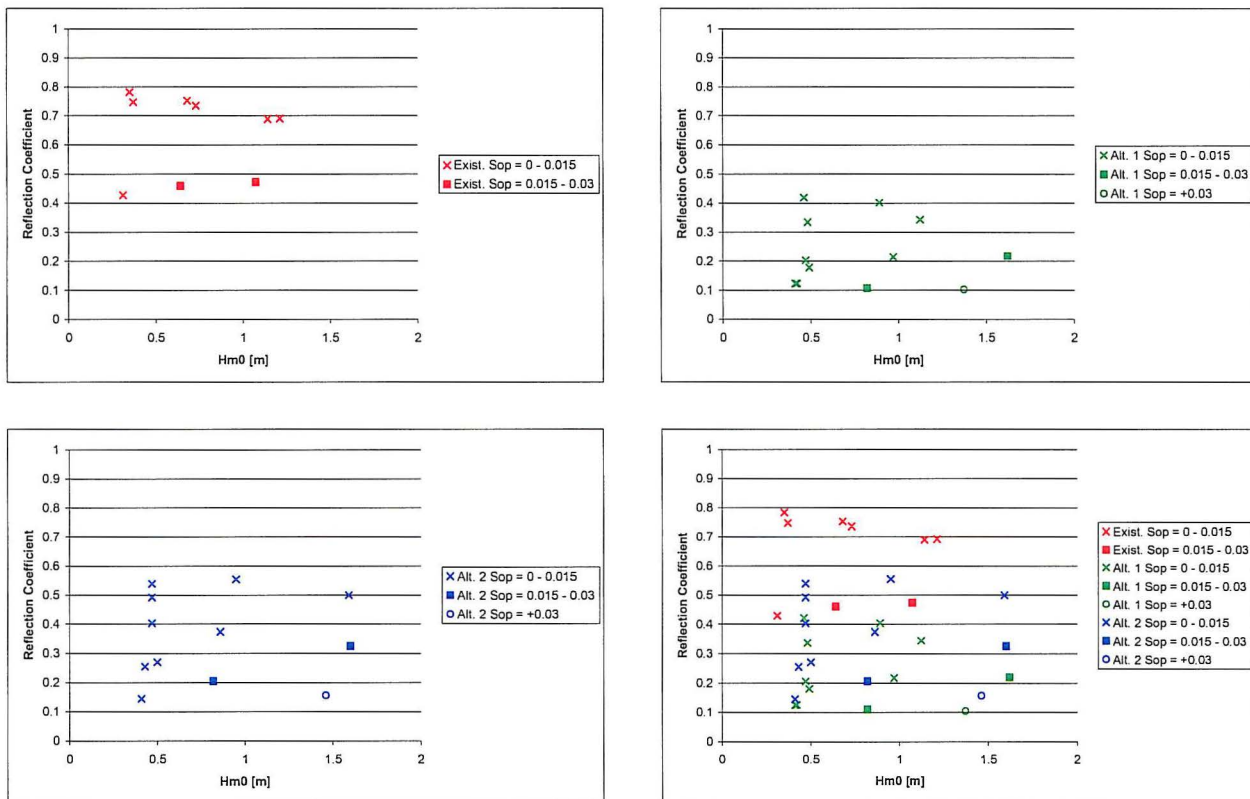 1
0.9
0.8
0.7
0.6
0.5
0.4
0.3
0.2
0.1
0
Reflection Coefficient
0 0.5 1 1.5 2
Hm0 [m]
Exist. Sop = 0 - 0.015
Exist. Sop = 0.015 - 0.03
1
0.9
0.8
0.7
0.6
0.5
0.4
0.3
0.2
0.1
0
Reflection Coefficient
0 0.5 1 1.5 2
Hm0 [m]
Alt. 1 Sop = 0 - 0.015
Alt. 1 Sop = 0.015 - 0.03
Alt. 1 Sop = +0.03
1
0.9
0.8
0.7
0.6
0.5
0.4
0.3
0.2
0.1
0
Reflection Coefficient
0 0.5 1 1.5 2
Hm0 [m]
Alt. 2 Sop = 0 - 0.015
Alt. 2 Sop = 0.015 - 0.03
Alt. 2 Sop = +0.03
1
0.9
0.8
0.7
0.6
0.5
0.4
0.3
0.2
0.1
0
Reflection Coefficient
0 0.5 1 1.5 2
Hm0 [m]
Exist. Sop = 0 - 0.015
Exist. Sop = 0.015 - 0.03
Alt. 1 Sop = 0 - 0.015
Alt. 1 Sop = 0.015 - 0.03
Alt. 1 Sop = +0.03
Alt. 2 Sop = 0 - 0.015
Alt. 2 Sop = 0.015 - 0.03
Alt. 2 Sop = +0.03